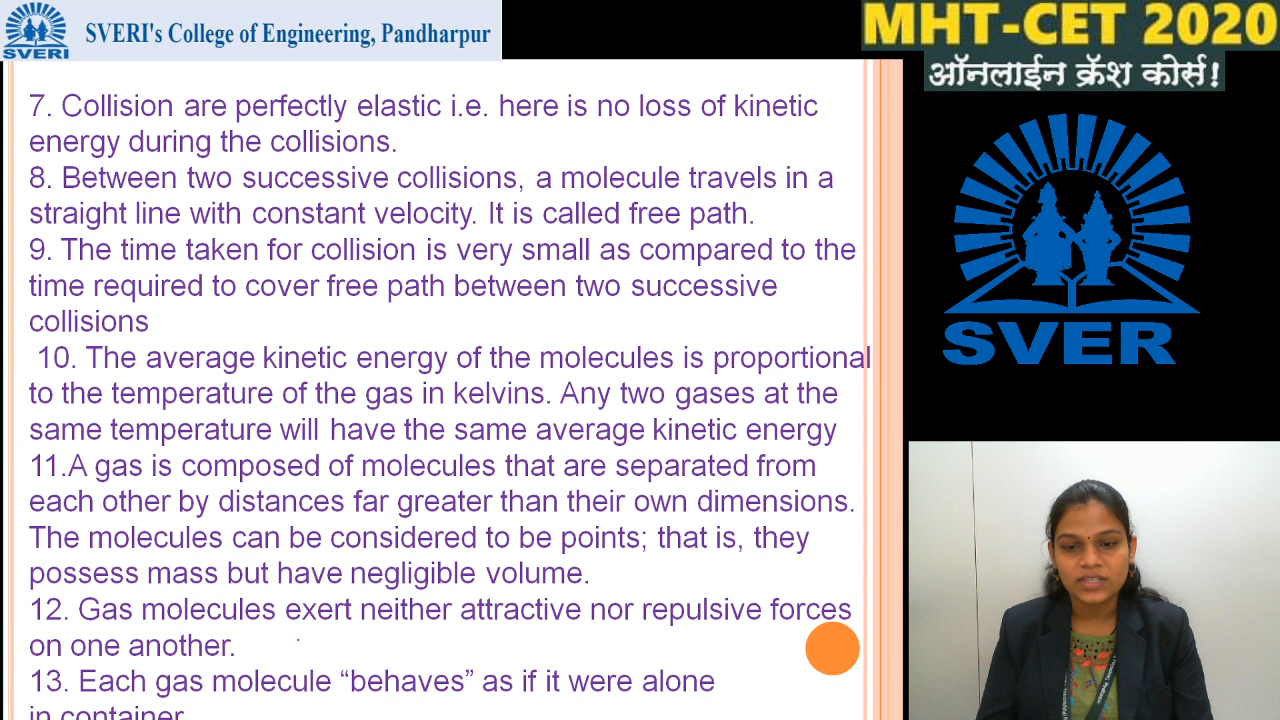 SVERI
SVERI's College of Engineering, Pandharpur
MHT-CET 2020
ऑनलाईन क्रॅश कोर्स!
7. Collision are perfectly elastic i.e. here is no loss of kinetic
energy during the collisions.
8. Between two successive collisions, a molecule travels in a
straight line with constant velocity. It is called free path.
9. The time taken for collision is very small as compared to the
time required to cover free path between two successive
collisions
10. The average kinetic energy of the molecules is proportional
to the temperature of the gas in kelvins. Any two gases at the
same temperature will have the same average kinetic energy
11.A gas is composed of molecules that are separated from
each other by distances far greater than their own dimensions.
The molecules can be considered to be points; that is, they
possess mass but have negligible volume.
12. Gas molecules exert neither attractive nor repulsive forces
on one another.
13. Each gas molecule “behaves” as if it were alone
in container
SVER